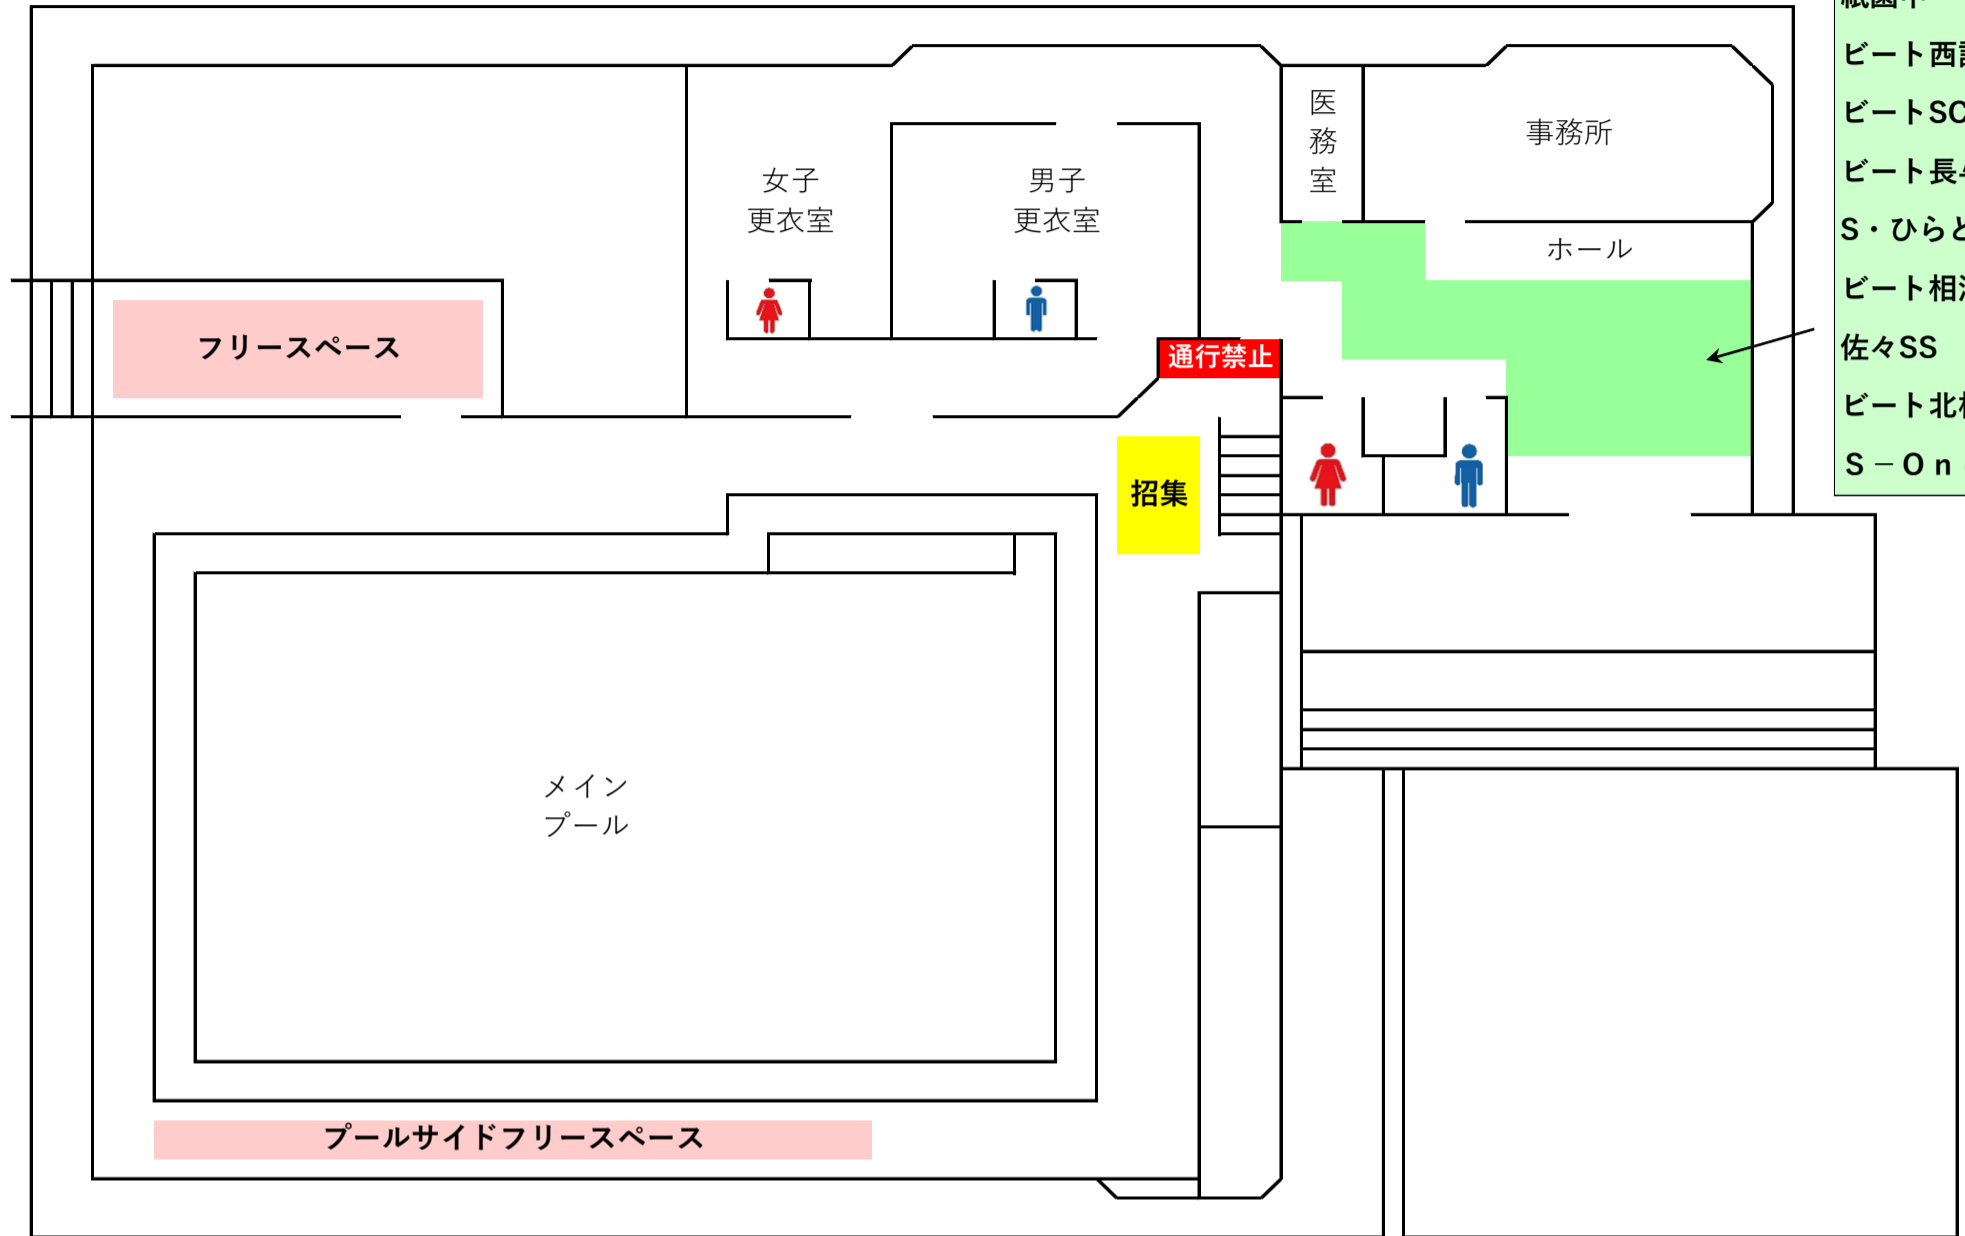 医
務
室
事務所
女子
更衣室
男子
更衣室
ホール
フリースペース
通行禁止
招集
メイン
プール
プールサイドフリースペース
ビート西
ビートSC
ビート長
S・ひらと
ビート相
佐々SS
ビート北
Ｓ－Ｏｎ